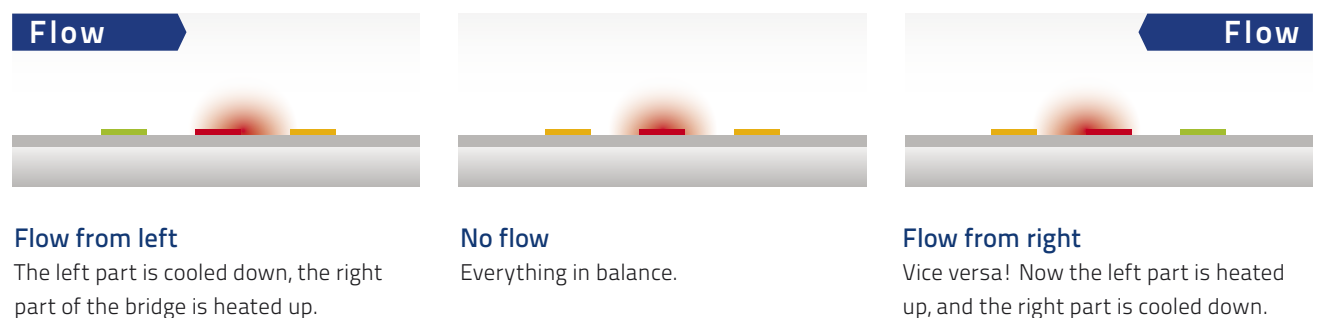 Flow
Flow
Flow from left
The left part is cooled down, the right
part of the bridge is heated up.
No flow
Everything in balance.
Flow from right
Vice versa! Now the left part is heated
up, and the right part is cooled down.